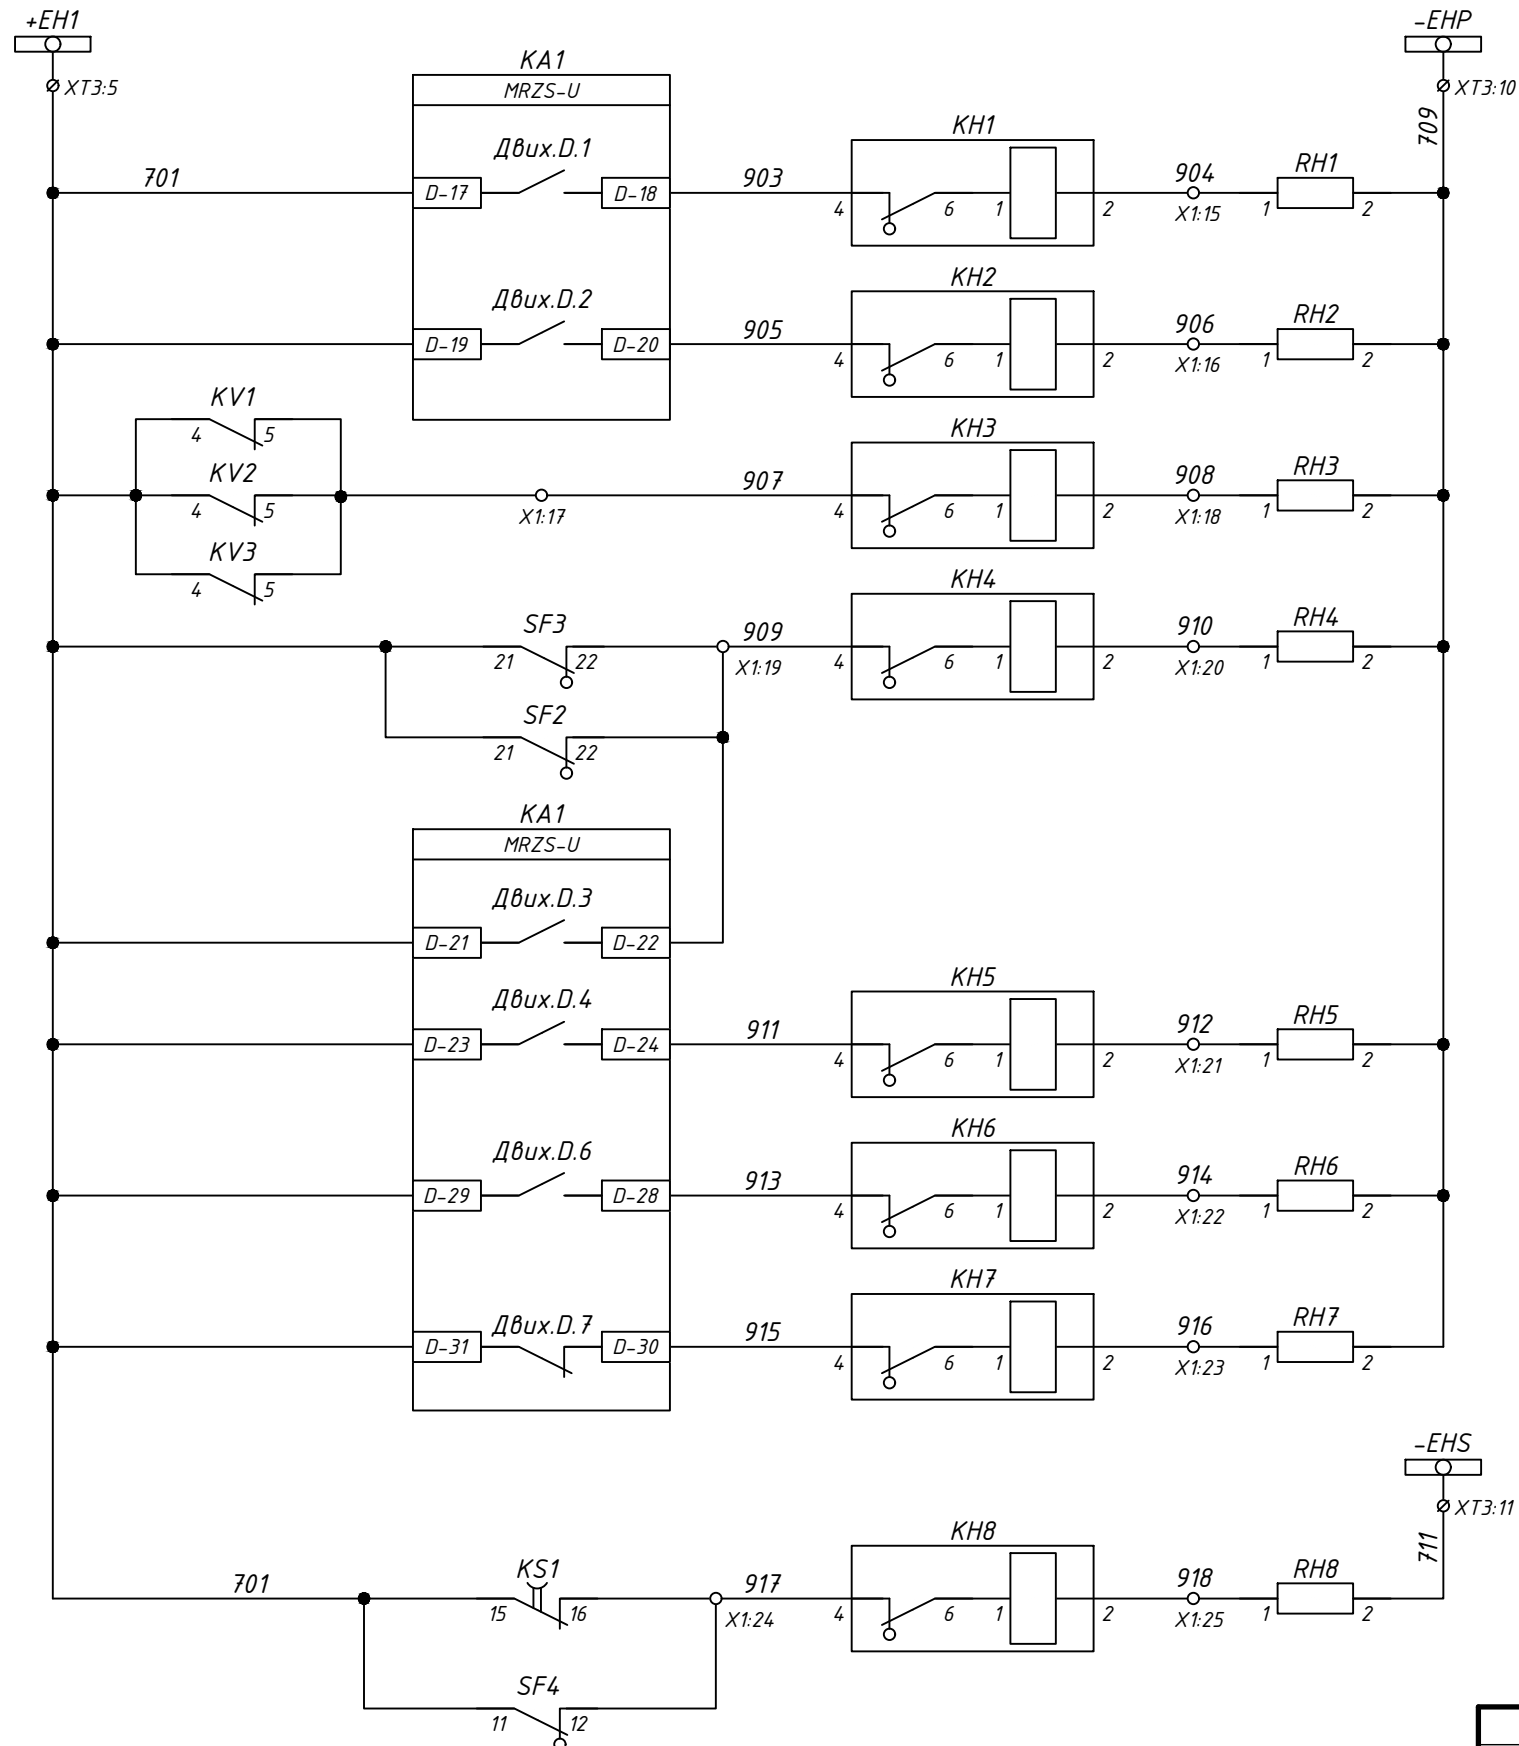 +EH1
-EHP
XT3:5
XT3:10
709
KA1
MRZS-U
KH1
Двих.D.1
701
D-17
D-18
903
4
6
1
2
904
X1:15
RH1
1
2
KH2
Двих.D.2
D-19
D-20
905
4
6
1
2
906
X1:16
RH2
1
2
KV1
4
5
KV2
4
5
KV3
4
5
X1:17
907
KH3
4
6
1
2
908
X1:18
RH3
1
2
SF3
21
22
909
X1:19
KH4
4
6
1
2
910
X1:20
RH4
1
2
SF2
21
22
KA1
MRZS-U
Двих.D.3
D-21
D-22
Двих.D.4
D-23
D-24
911
KH5
4
6
1
2
912
X1:21
RH5
1
2
Двих.D.6
D-29
D-28
913
KH6
4
6
1
2
914
X1:22
RH6
1
2
Двих.D.7
D-31
D-30
915
KH7
4
6
1
2
916
X1:23
RH7
1
2
-EHS
XT3:11
711
701
KS1
15
16
917
X1:24
KH8
4
6
1
2
918
X1:25
RH8
1
2
SF4
11
12